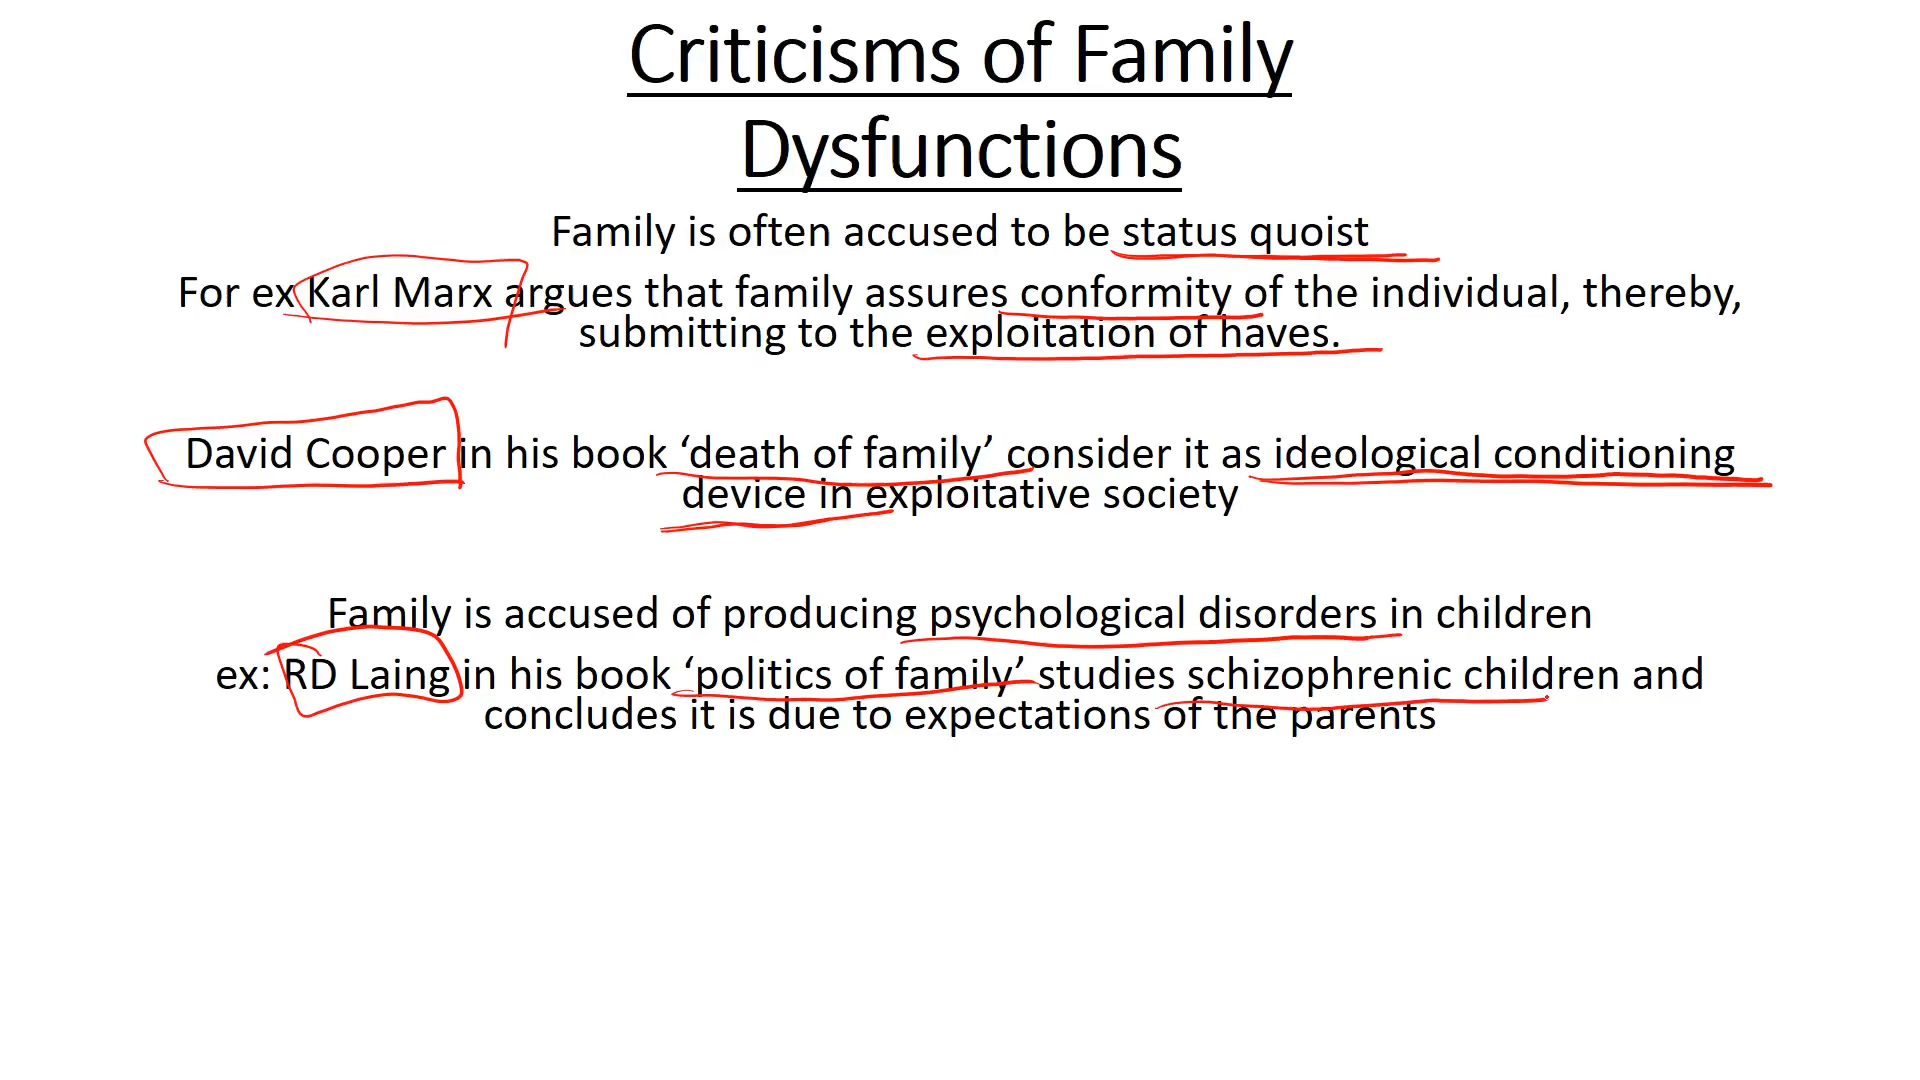 Criticisms of Family
Dysfunctions
Family is often accused to be status quoist
For ex Karl Marx argues that family assures conformity of the individual, thereby,
submitting to the exploitation of haves.
David Cooper in his book ‘death of family’ consider it as ideological conditioning
device in exploitative society
Family is accused of producing psychological disorders in children
ex: RD Laing in his book ‘politics of family’ studies schizophrenic children and
concludes it is due to expectations of the parents